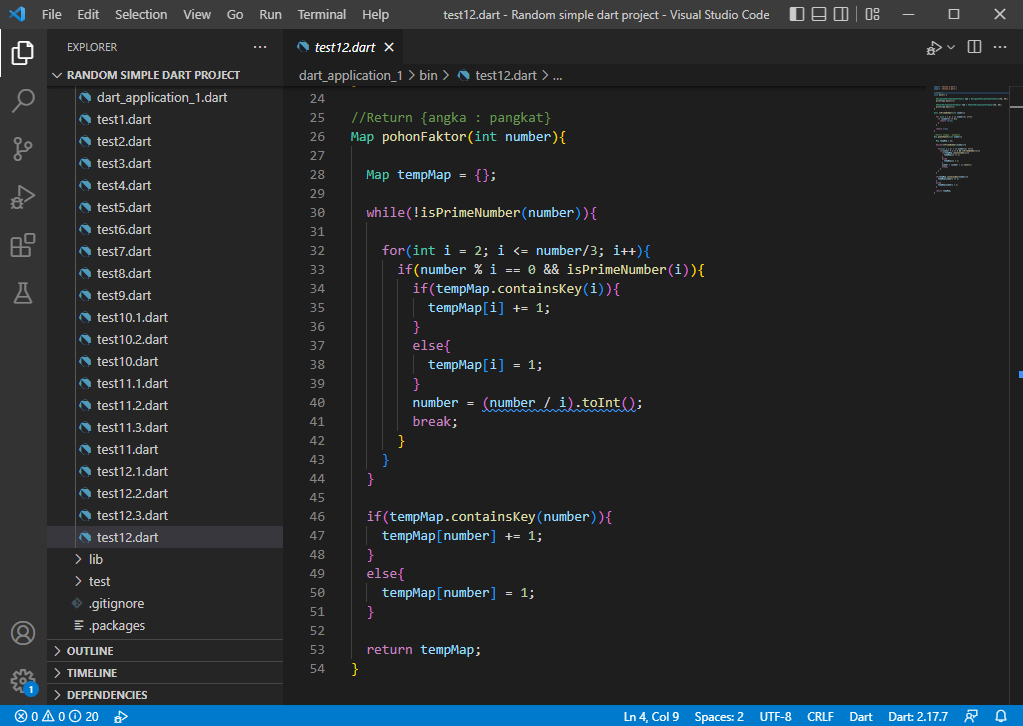 File Edit Selection View Go Run Terminal Help test12.dart - Random simple dart project - Visual Studio Code
EXPLORER
RANDOM SIMPLE DART PROJECT
dart_application_1.dart
test1.dart
test2.dart
test3.dart
test4.dart
test5.dart
test6.dart
test7.dart
test8.dart
test9.dart
test10.1.dart
test10.2.dart
test10.dart
test11.1.dart
test11.2.dart
test11.3.dart
test11.dart
test12.1.dart
test12.2.dart
test12.3.dart
test12.dart
lib
test
.gitignore
.packages
OUTLINE
TIMELINE
DEPENDENCIES
1
test12.dart
dart_application_1 > bin > test12.dart > ...
24
25 //Return {angka : pangkat}
26 Map pohonFaktor(int number){
27
28 Map tempMap = {};
29
30 while(!isPrimeNumber(number)){
31
32 for(int i = 2; i <= number/3; i++){
33 if(number % i == 0 && isPrimeNumber(i)){
34 if(tempMap.containsKey(i)){
35 tempMap[i] += 1;
36 }
37 else{
38 tempMap[i] = 1;
39 }
40 number = (number / i).toInt();
41 break;
42 }
43 }
44 }
45
46 if(tempMap.containsKey(number)){
47 tempMap[number] += 1;
48 }
49 else{
50 tempMap[number] = 1;
51 }
52
53 return tempMap;
54 }
0 0 20 Ln 4, Col 9 Spaces: 2 UTF-8 CRLF Dart Dart: 2.17.7